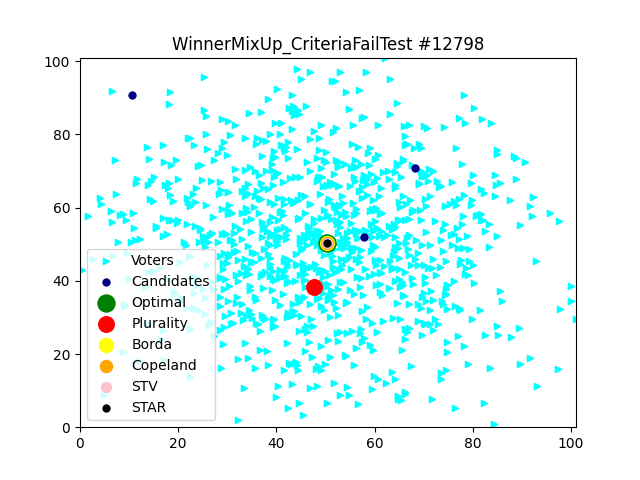 WinnerMixUp_CriteriaFailTest #12798
100
80
60
40
20
0
0 20 40 60 80 100
Voters
Candidates
Optimal
Plurality
Borda
Copeland
STV
STAR